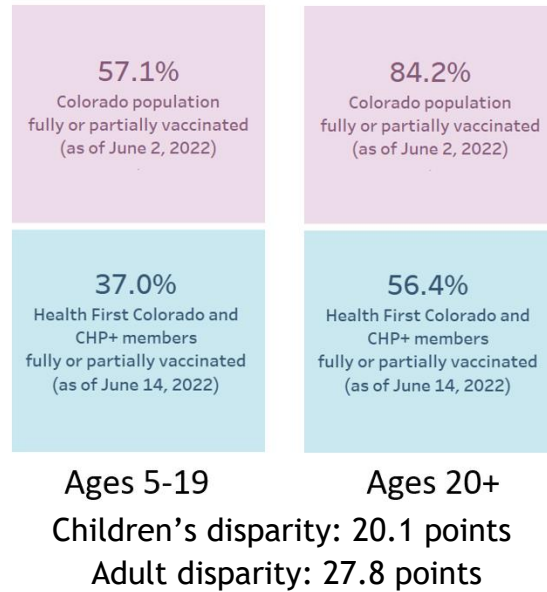 57.1%
Colorado population
fully or partially vaccinated
(as of June 2, 2022)
84.2%
Colorado population
fully or partially vaccinated
(as of June 2, 2022)
37.0%
Health First Colorado and
CHP+ members
fully or partially vaccinated
(as of June 14, 2022)
56.4%
Health First Colorado and
CHP+ members
fully or partially vaccinated
(as of June 14, 2022)
Ages 5-19
Ages 20+
Children’s disparity: 20.1 points
Adult disparity: 27.8 points